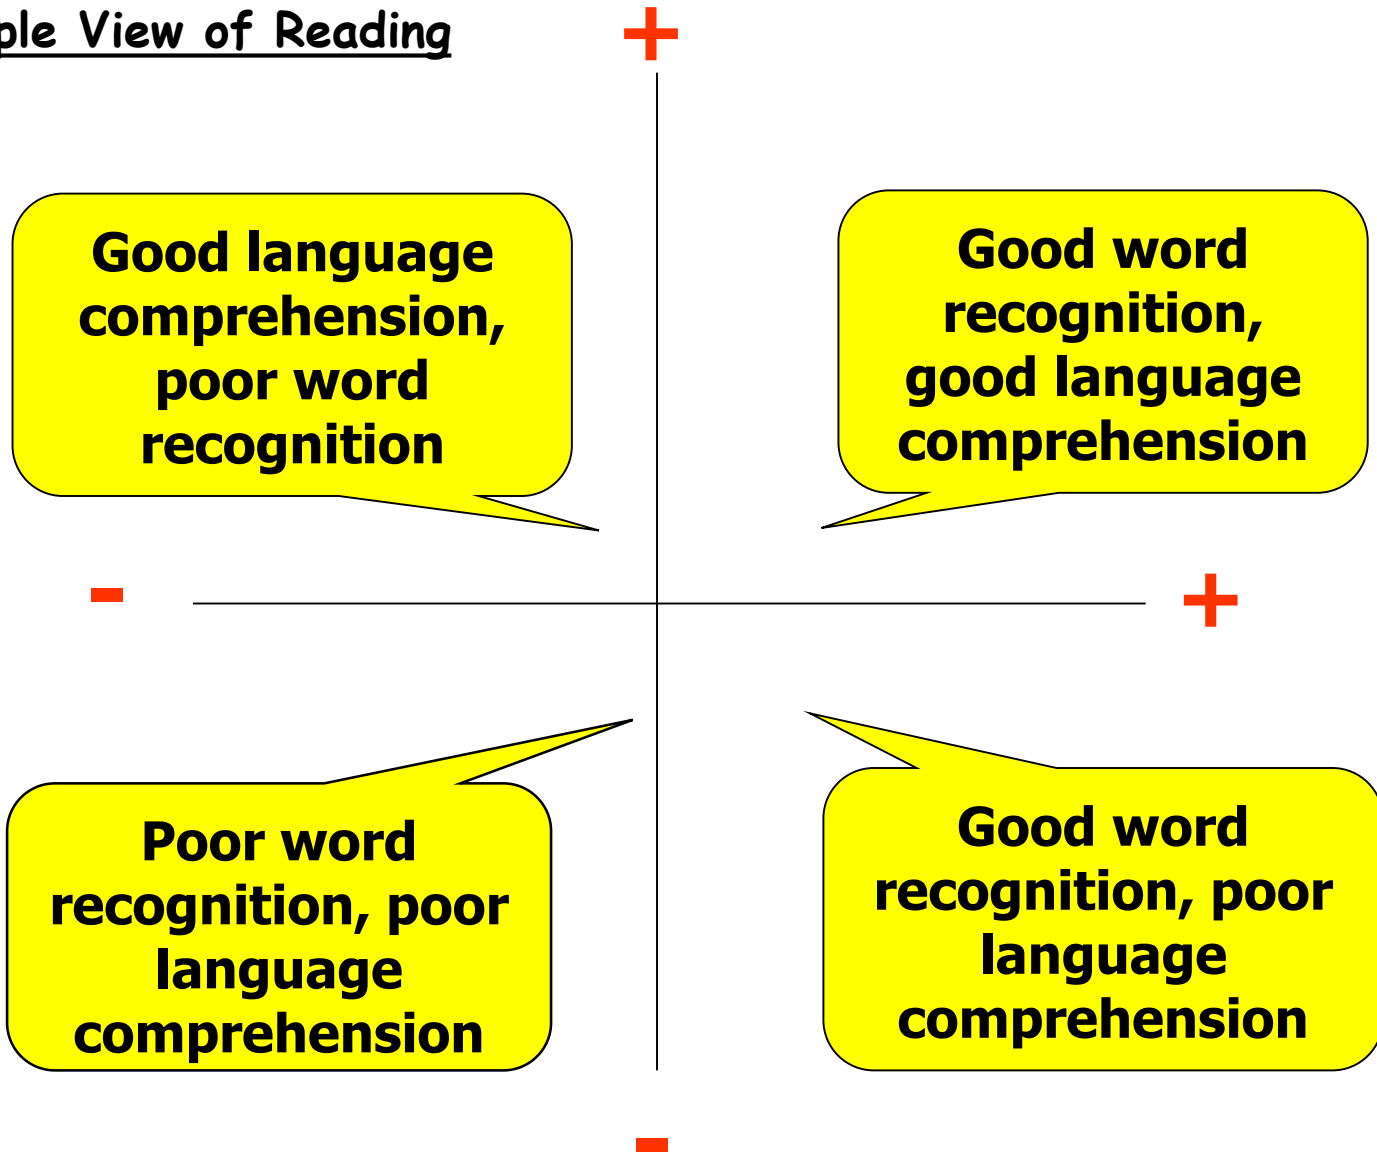 ple View of Reading
+
Good language
comprehension,
poor word
recognition
Good word
recognition,
good language
comprehension
-
+
Poor word
recognition, poor
language
comprehension
Good word
recognition, poor
language
comprehension
-